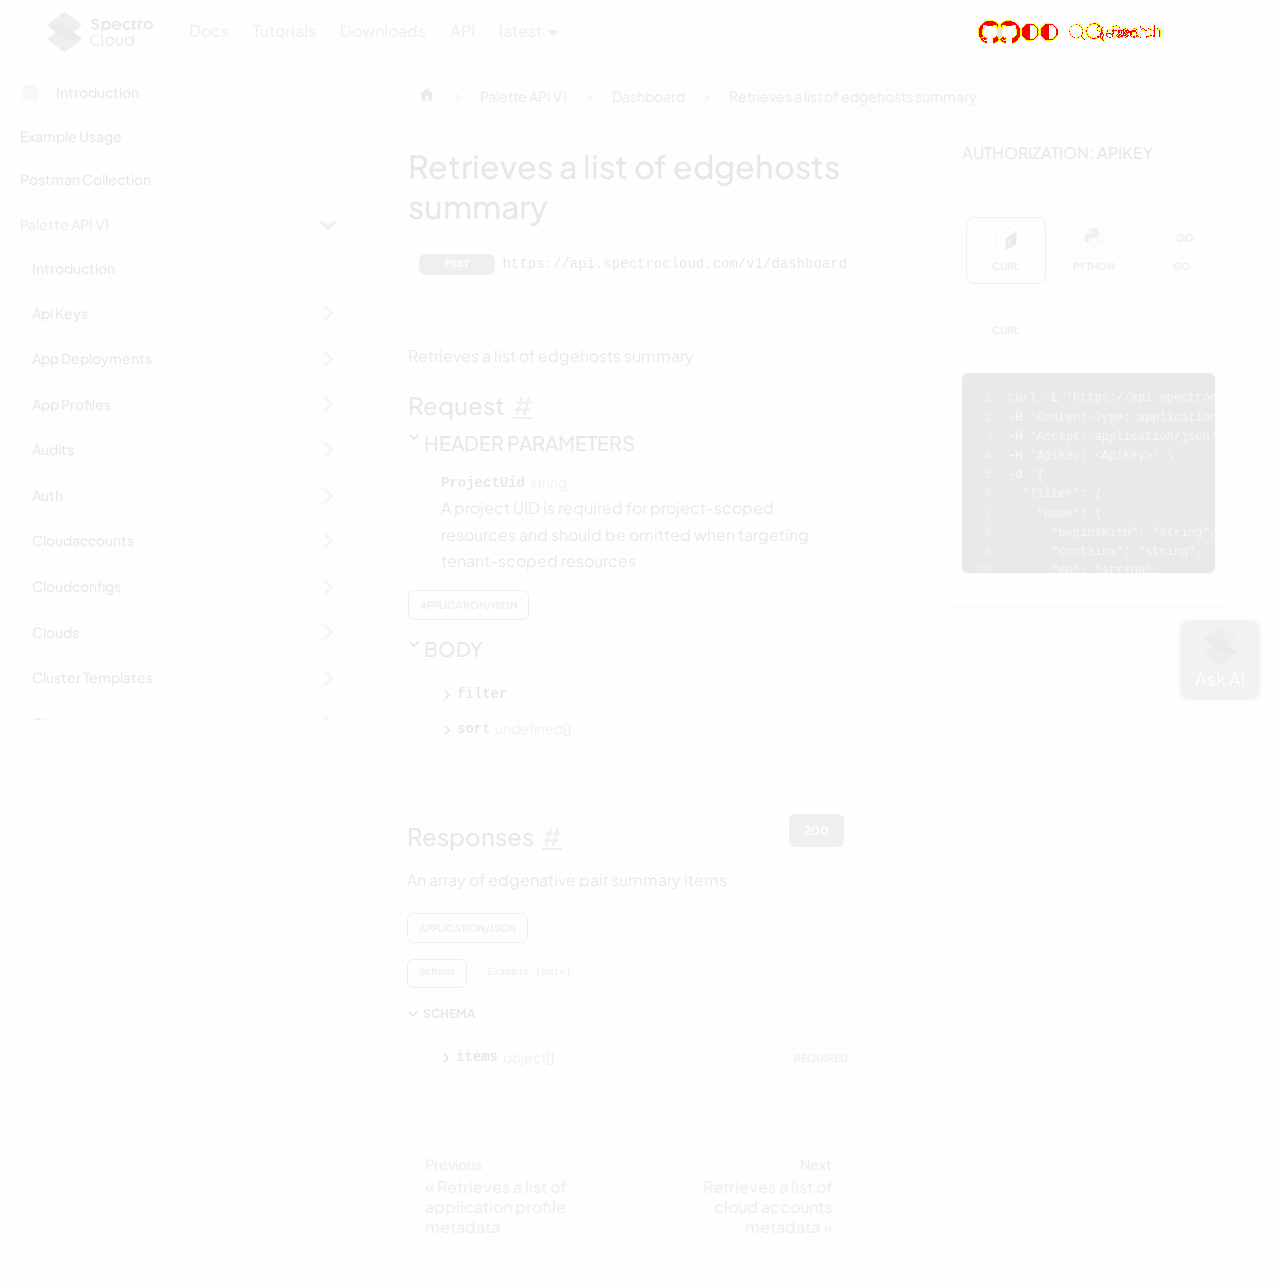 Spectro Cloud
Docs
Tutorials
Downloads
API
latest
Search
Introduction
Example Usage
Postman Collection
Palette API V1
Introduction
Api Keys
App Deployments
App Profiles
Audits
Auth
Cloudaccounts
Cloudconfigs
Clouds
Cluster Templates
Palette API V1
Dashboard
Retrieves a list of edgehosts summary
Retrieves a list of edgehosts
summary
POST
https://api.spectrocloud.com/v1/dashboard
Retrieves a list of edgehosts summary
Request #
HEADER PARAMETERS
ProjectUid string
A project UID is required for project-scoped
resources and should be omitted when targeting
tenant-scoped resources
APPLICATION/JSON
BODY
filter
sort undefined[]
Responses #
200
An array of edgenative pair summary items
APPLICATION/JSON
Schema
Example (auto)
SCHEMA
items object[]
REQUIRED
Previous
« Retrieves a list of
application profile
metadata
Next
Retrieves a list of
cloud accounts
metadata »
AUTHORIZATION: APIKEY
CURL
PYTHON
GO
GO
CURL
1 curl -L 'https://api.spectroc
2 -H 'Content-Type: application
3 -H 'Accept: application/json'
4 -H 'ApiKey: <ApiKey>' \
5 -d '{
6 "filter": {
7 "name": {
8 "beginsWith": "string",
9 "contains": "string",
10 "eq": "string",
Ask AI